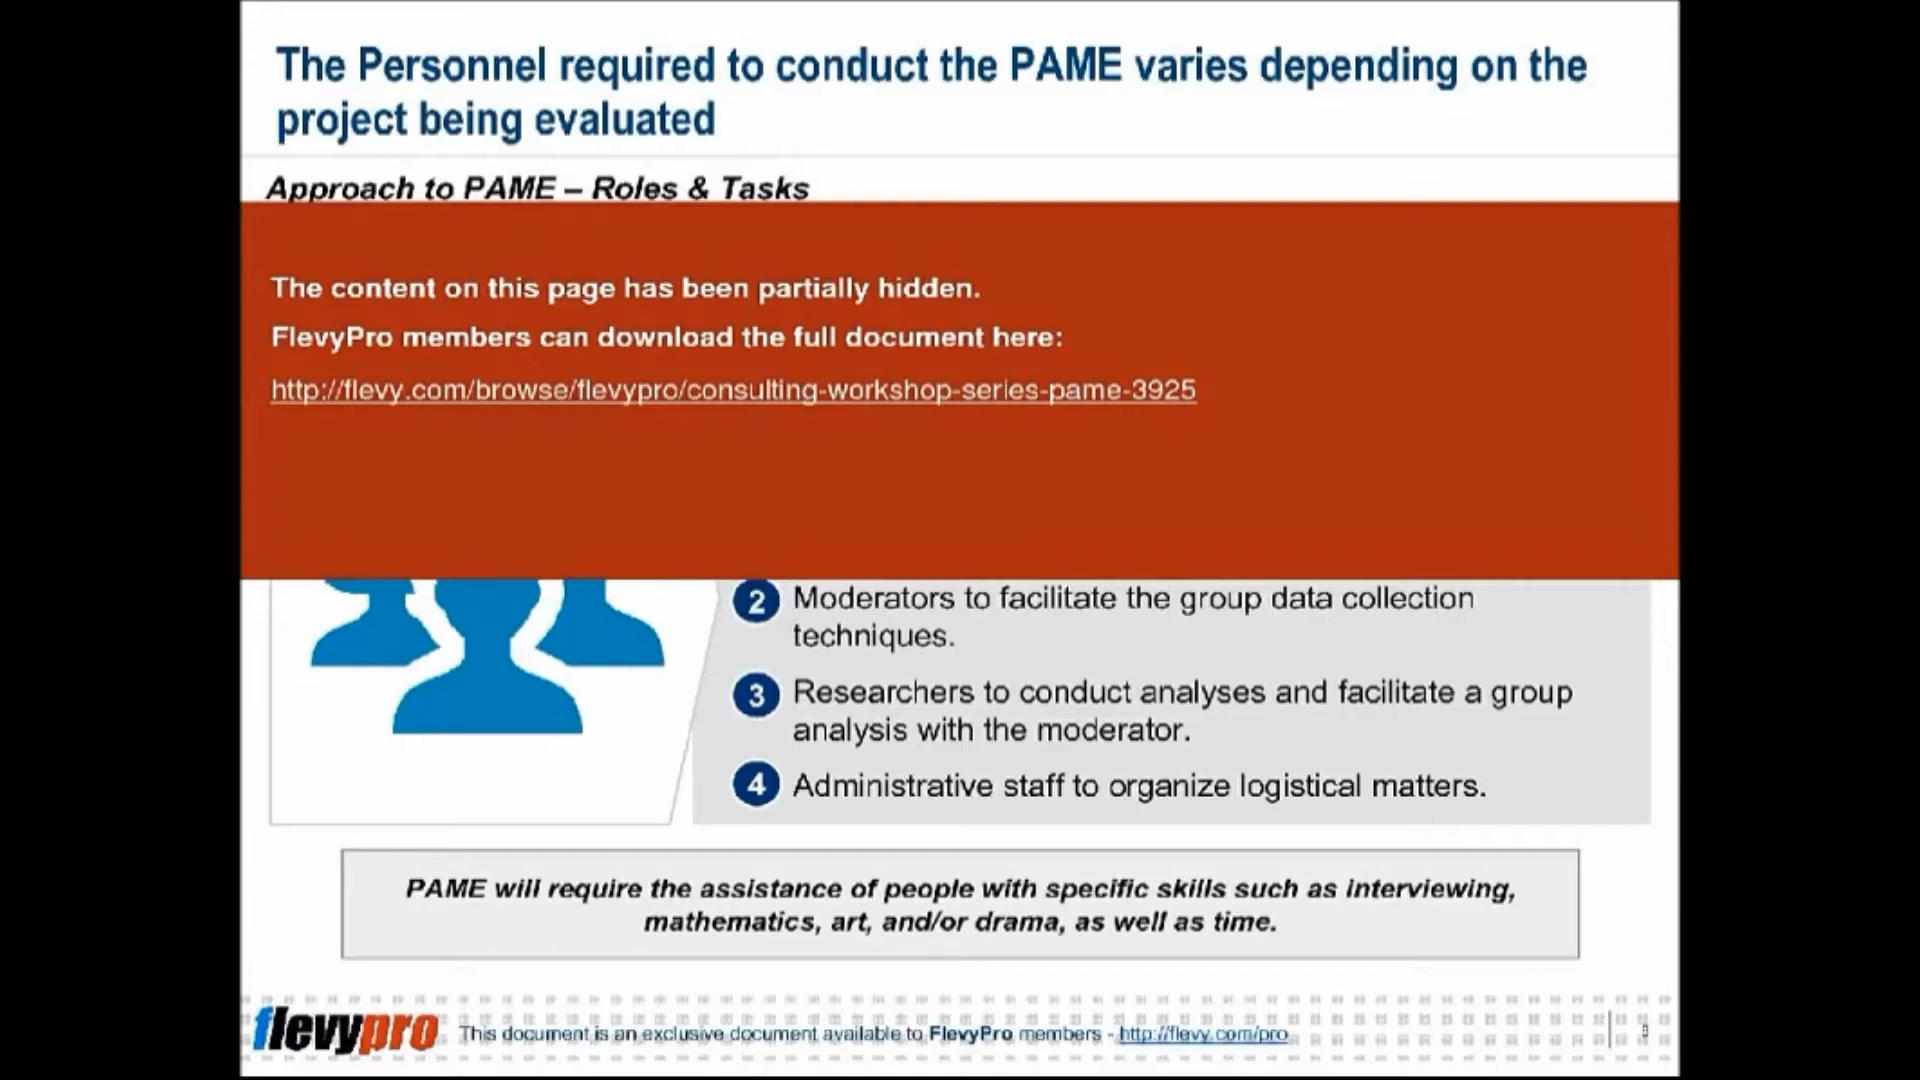 The Personnel required to conduct the PAME varies depending on the
project being evaluated
Approach to PAME – Roles & Tasks
The content on this page has been partially hidden.
FlevyPro members can download the full document here:
http://flevy.com/browse/flevypro/consulting-workshop-series-pame-3925
2 Moderators to facilitate the group data collection
techniques.
3 Researchers to conduct analyses and facilitate a group
analysis with the moderator.
4 Administrative staff to organize logistical matters.
PAME will require the assistance of people with specific skills such as interviewing,
mathematics, art, and/or drama, as well as time.
flevypro This document is an exclusive document available to FlevyPro members - http://flevy.com/pro